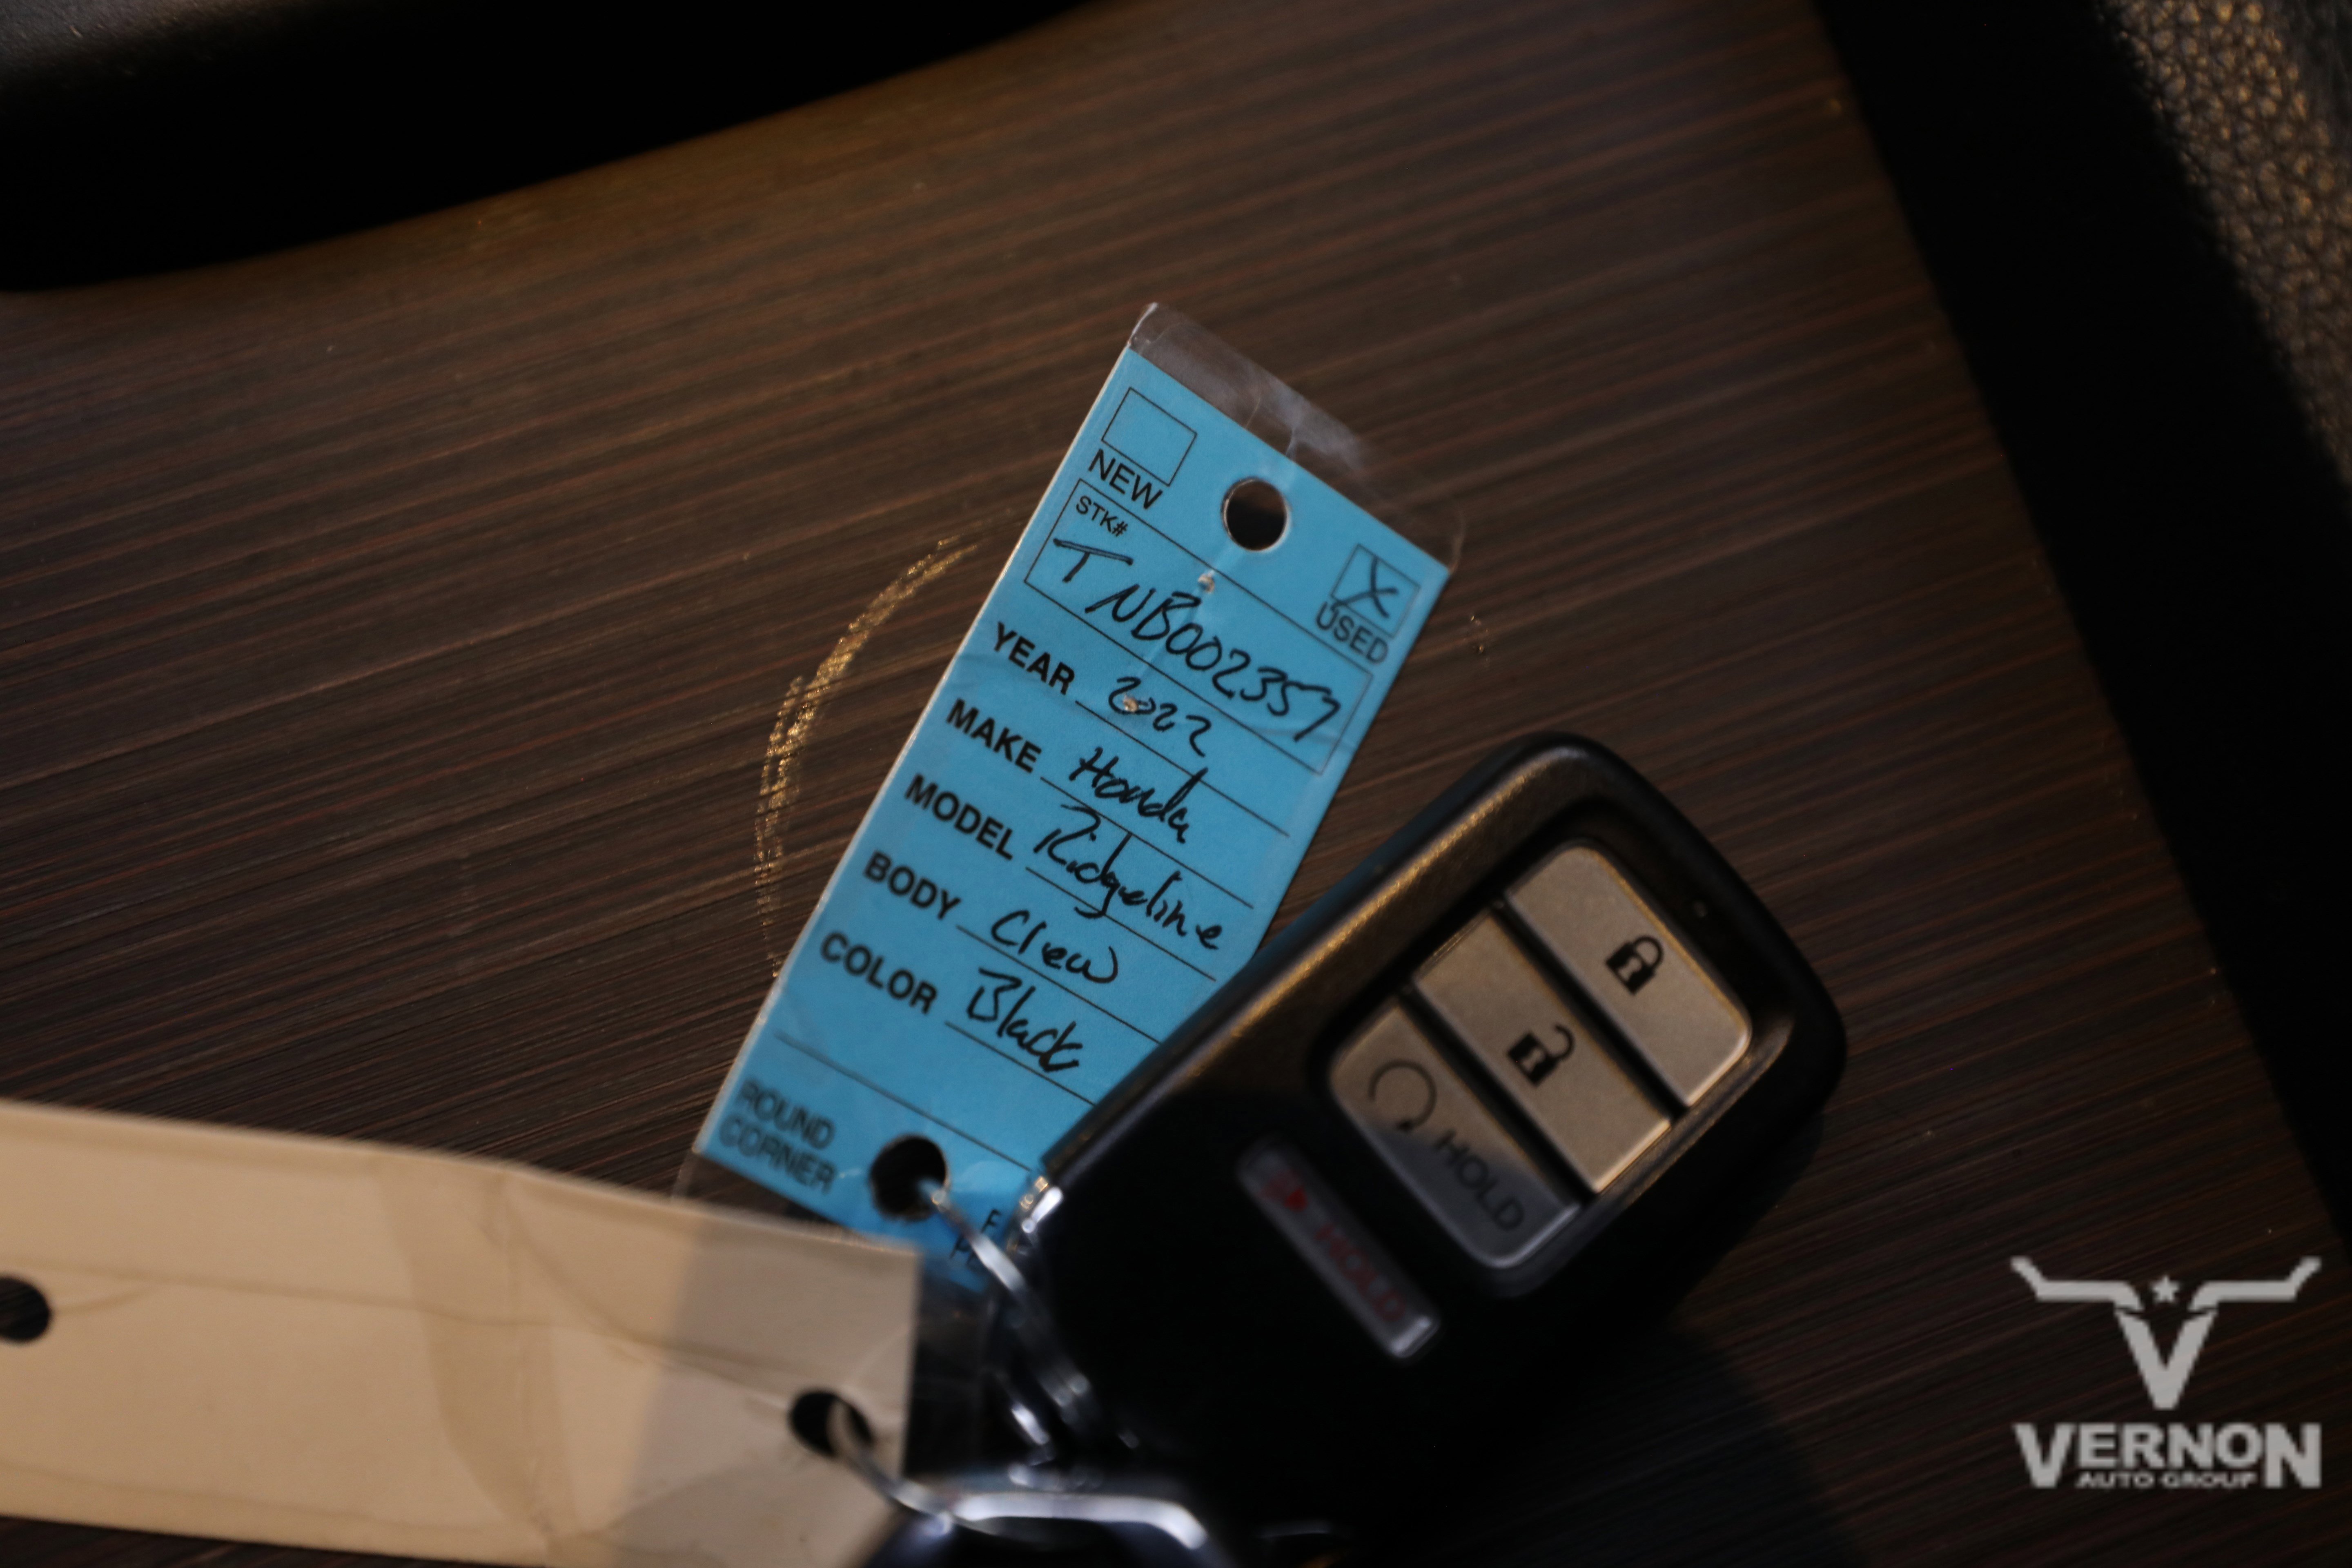 NEW
X
USED
STK#
T NB002357
YEAR 2022
MAKE Honda
MODEL Ridgeline
BODY Crew
COLOR Black
ROUND
CORNER
HOLD
HOLD
VERNON
AUTO GROUP